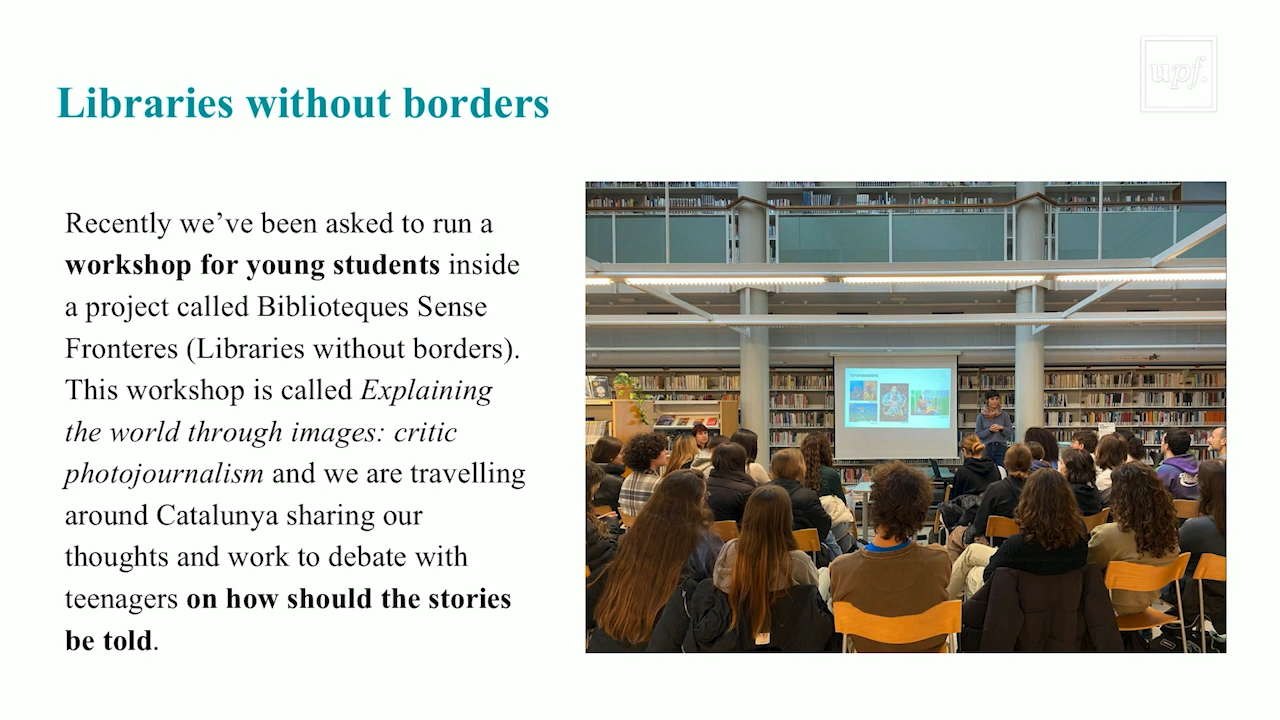 upf.
Libraries without borders
Recently we’ve been asked to run a
workshop for young students inside
a project called Biblioteques Sense
Fronteres (Libraries without borders).
This workshop is called Explaining
the world through images: critic
photojournalism and we are travelling
around Catalunya sharing our
thoughts and work to debate with
teenagers on how should the stories
be told.